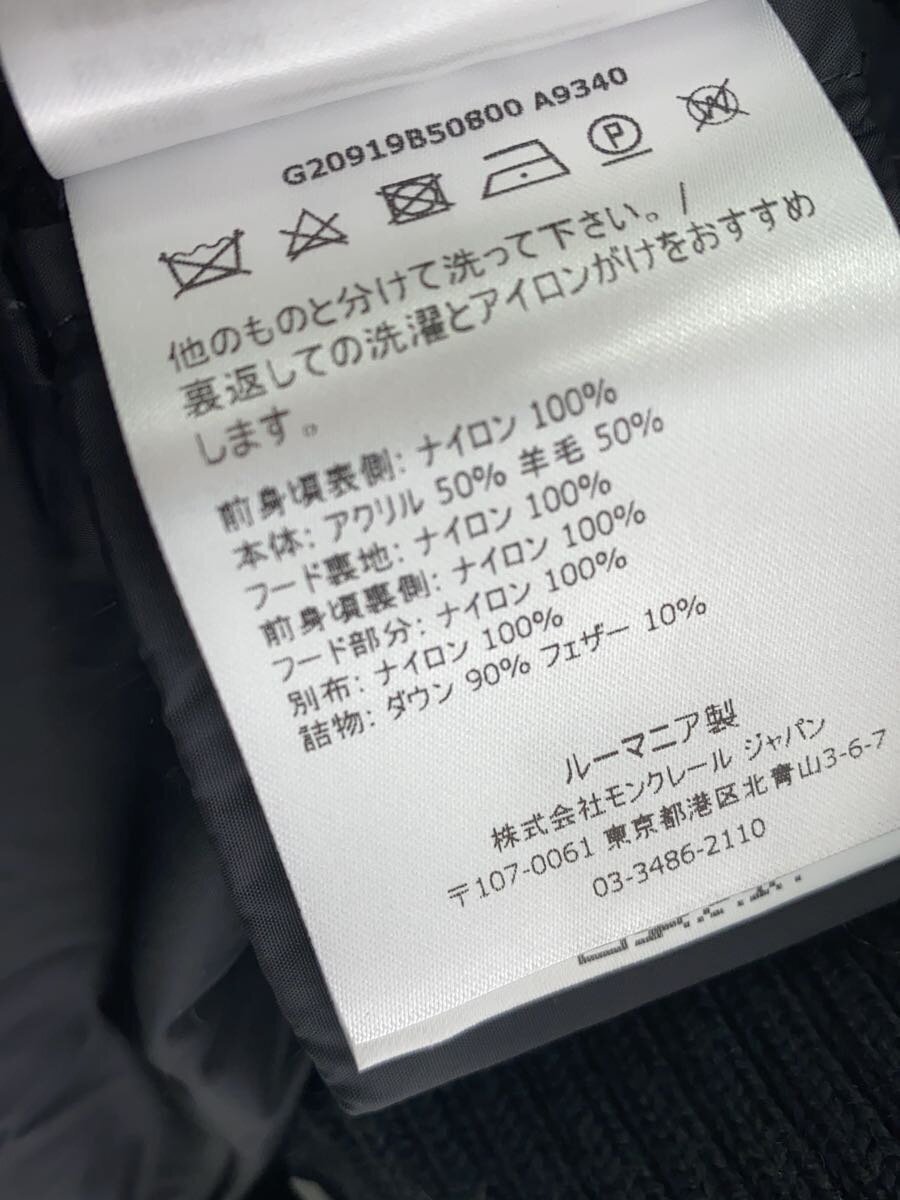 G20919B50800 A9340
P
W
他のものと分けて洗って下さい。/
裏返しての洗濯とアイロンがけをおすすめ
します。
前身頃表側: ナイロン 100%
本体: アクリル 50% 羊毛 50%
フード裏地: ナイロン 100%
前身頃裏側: ナイロン 100%
フード部分: ナイロン 100%
別布: ナイロン 100%
詰物: ダウン 90% フェザー 10%
ルーマニア製
株式会社モンクレール ジャパン
〒107-0061 東京都港区北青山3-6-7
03-3486-2110